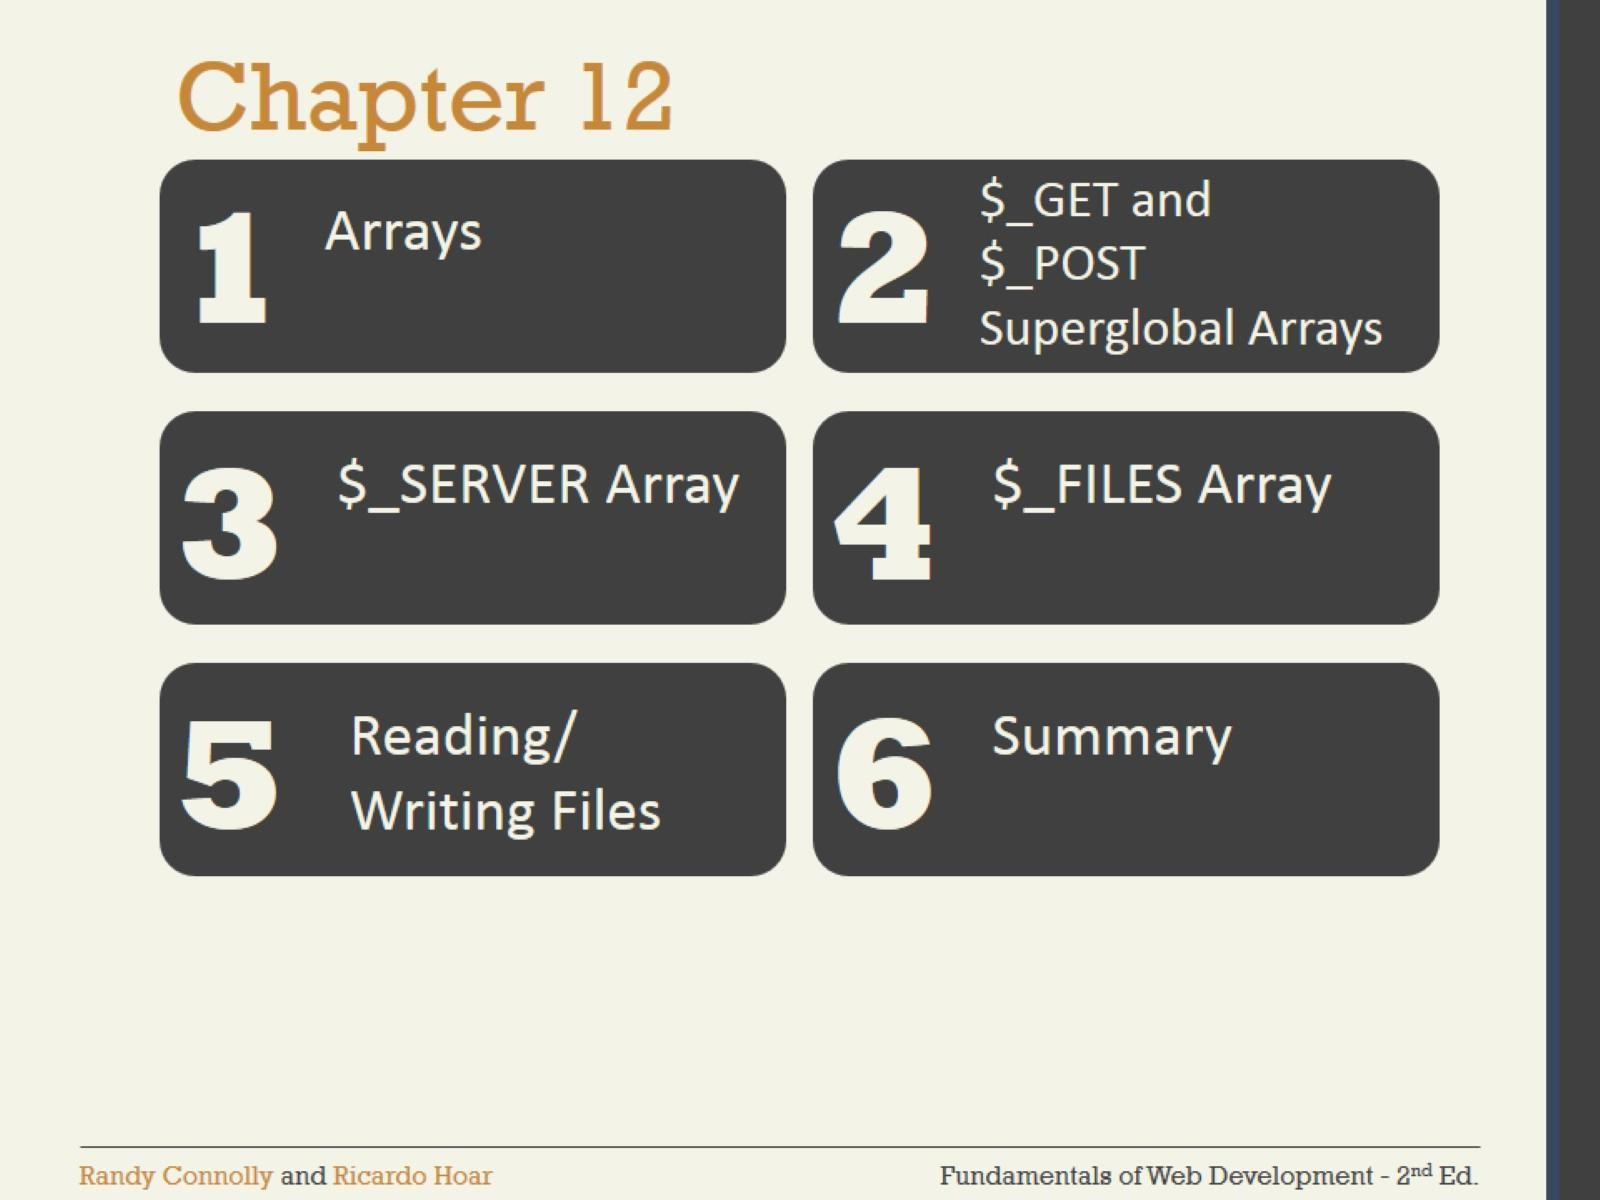 Chapter 12
1
Arrays
2
$_GET and
$_POST
Superglobal Arrays
3
$_SERVER Array
4
$_FILES Array
5
Reading/
Writing Files
6
Summary
Randy Connolly and Ricardo Hoar
Fundamentals of Web Development - 2nd Ed.